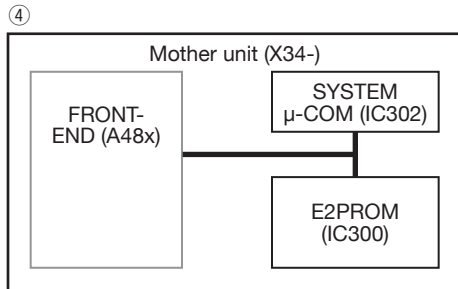 ④
Mother unit (X34-)
FRONT-
END (A48x)
SYSTEM
μ-COM (IC302)
E2PROM
(IC300)